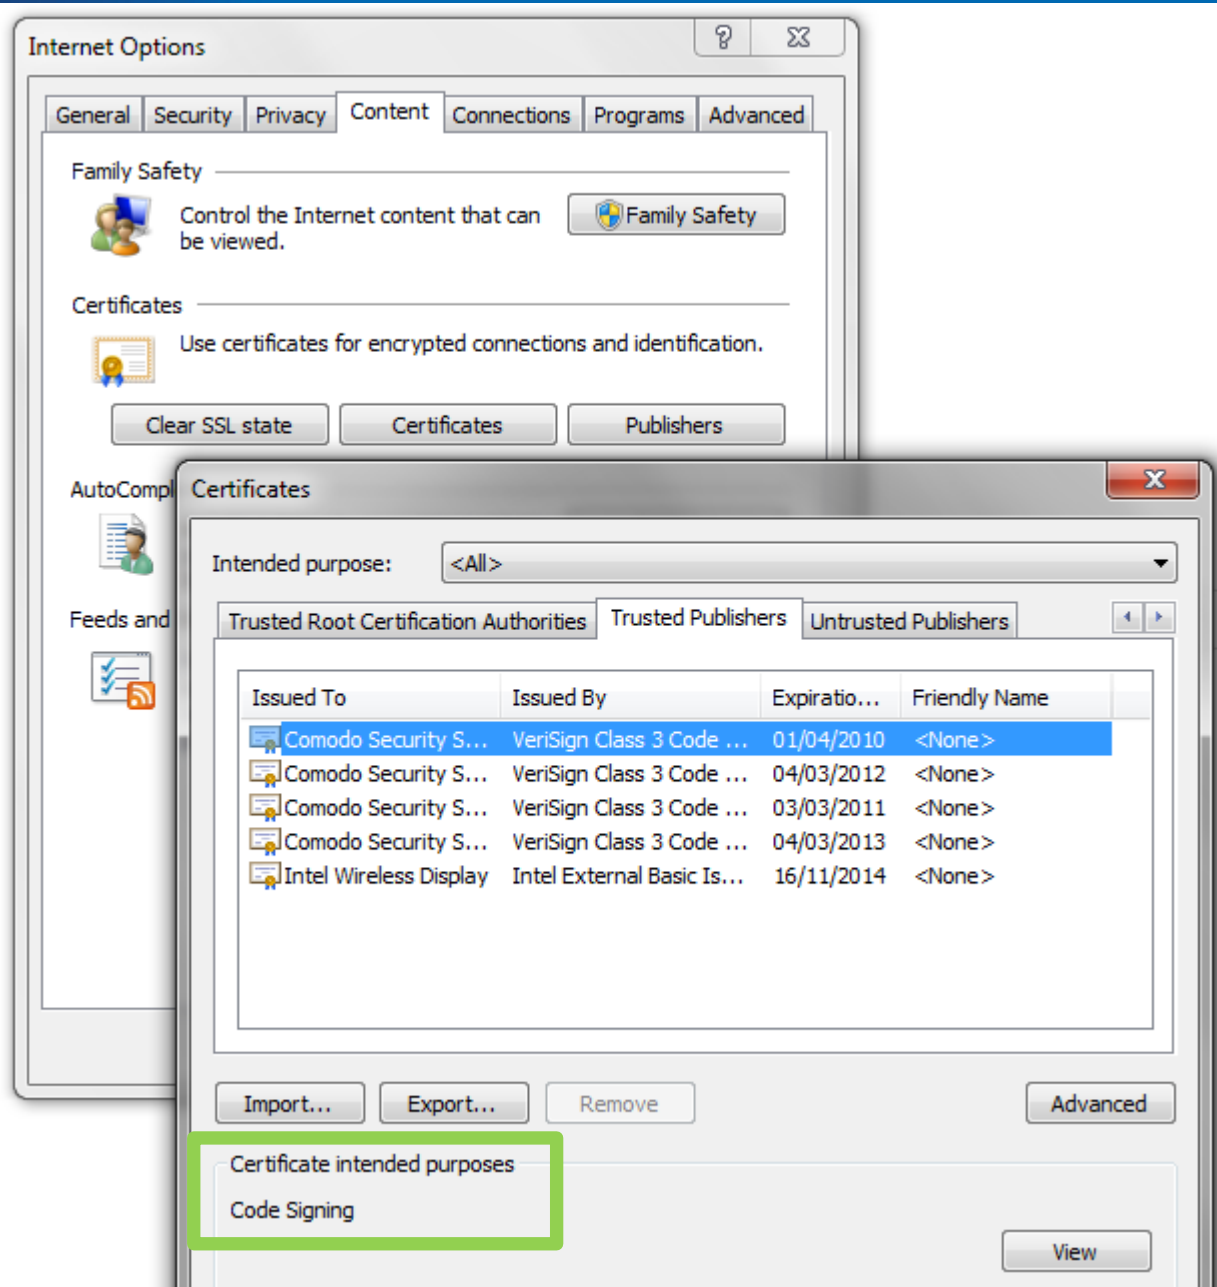 Internet Options
General Security Privacy Content Connections Programs Advanced
Family Safety
Control the Internet content that can
be viewed.
Family Safety
Certificates
Use certificates for encrypted connections and identification.
Clear SSL state Certificates Publishers
AutoCompl
Feeds and
Certificates
Intended purpose: <All>
Trusted Root Certification Authorities Trusted Publishers Untrusted Publishers
Issued To Issued By Expiratio... Friendly Name
Comodo Security S... VeriSign Class 3 Code ... 01/04/2010 <None>
Comodo Security S... VeriSign Class 3 Code ... 04/03/2012 <None>
Comodo Security S... VeriSign Class 3 Code ... 03/03/2011 <None>
Comodo Security S... VeriSign Class 3 Code ... 04/03/2013 <None>
Intel Wireless Display Intel External Basic Is... 16/11/2014 <None>
Import... Export... Remove Advanced
Certificate intended purposes
Code Signing
View